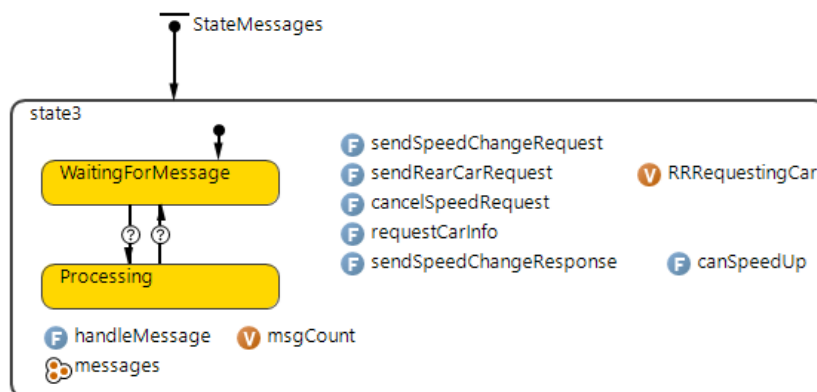 StateMessages
state3
sendSpeedChangeRequest
WaitingForMessage
sendRearCarRequest
RRRequestingCar
cancelSpeedRequest
requestCarInfo
sendSpeedChangeResponse
canSpeedUp
Processing
handleMessage
msgCount
messages